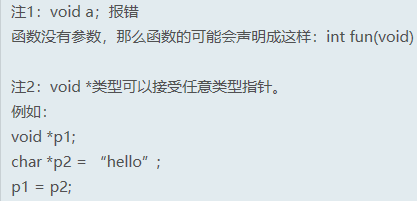 注1：void a；报错
函数没有参数，那么函数的可能会声明成这样：int fun(void)
注2：void *类型可以接受任意类型指针。
例如：
void *p1;
char *p2 = “hello”;
p1 = p2;